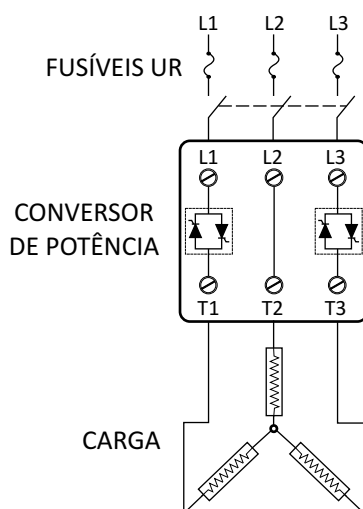 L1 L2 L3
FUSÍVEIS UR
L1 L2 L3
CONVERSOR
DE POTÊNCIA
T1 T2 T3
CARGA